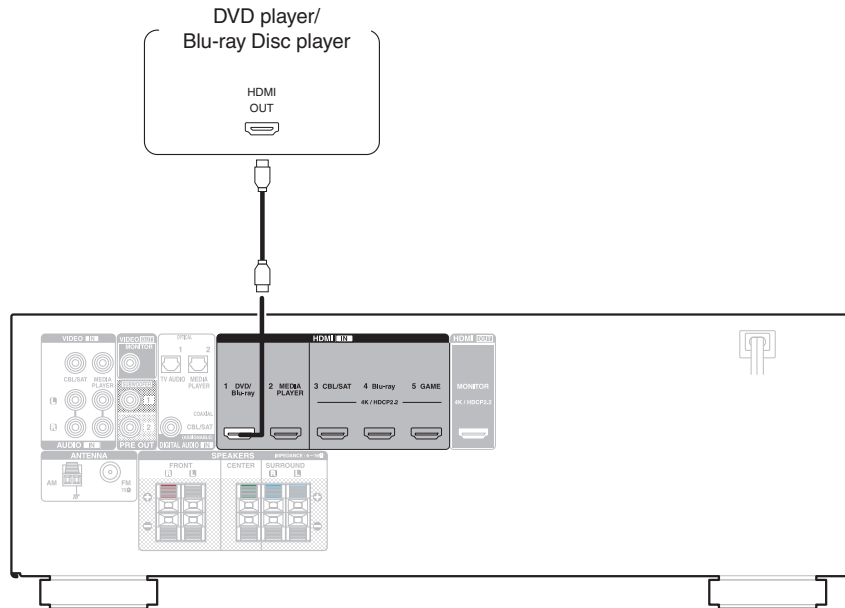 DVD player/
Blu-ray Disc player
HDMI
OUT
VIDEO IN
CBL/SAT
MEDIA
PLAYER
L
R
AUDIO IN
VIDEO OUT
MONITOR
1
2
PRE OUT
OPTICAL
1
2
TV AUDIO
MEDIA
PLAYER
COAXIAL
CBL/SAT
DIGITAL AUDIO IN
HDMI IN
1 DVD/
Blu-ray
2 MEDIA
PLAYER
3 CBL/SAT
4 Blu-ray
5 GAME
4K / HDCP2.2
HDMI OUT
MONITOR
4K / HDCP2.2
ANTENNA
AM
FM
75Ω
SPEAKERS
FRONT
R
L
CENTER
SURROUND
R
L
+
−
+
−